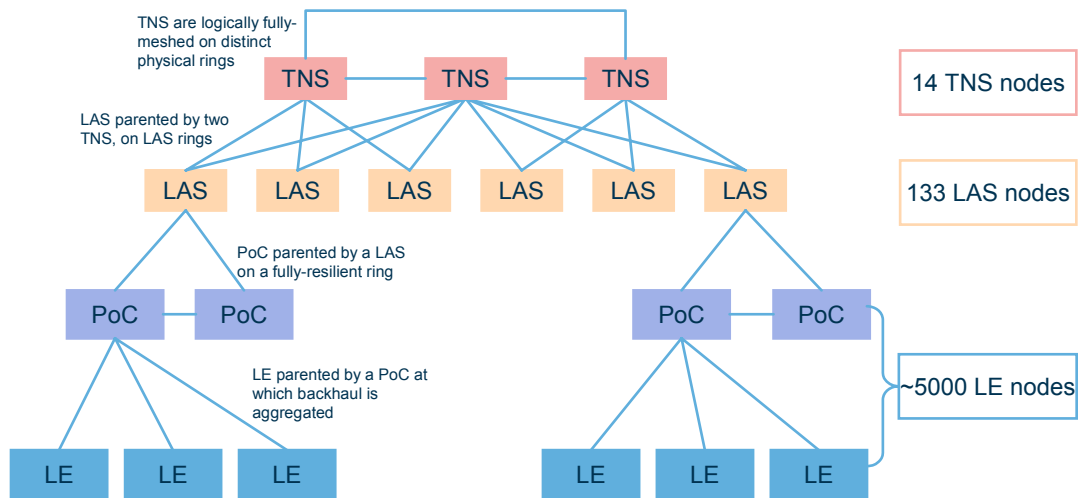 TNS are logically fully-
meshed on distinct
physical rings
TNS
TNS
TNS
14 TNS nodes
LAS parented by two
TNS, on LAS rings
LAS
LAS
LAS
LAS
LAS
LAS
133 LAS nodes
PoC parented by a LAS
on a fully-resilient ring
PoC
PoC
PoC
PoC
LE parented by a PoC at
which backhaul is
aggregated
~5000 LE nodes
LE
LE
LE
LE
LE
LE